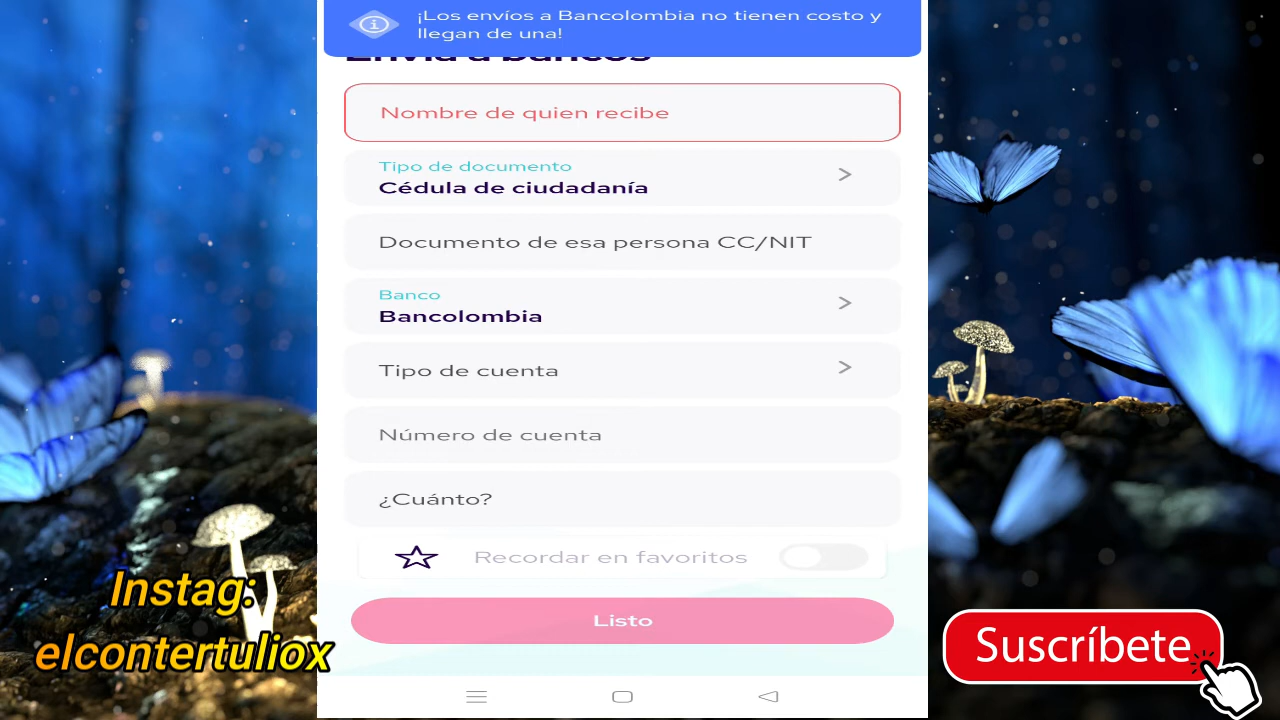 ¡Los envíos a Bancolombia no tienen costo y
llegan de una!
Envía a bancos
Nombre de quien recibe
Tipo de documento
Cédula de ciudadanía
Documento de esa persona CC/NIT
Banco
Bancolombia
Tipo de cuenta
Número de cuenta
¿Cuánto?
Recordar en favoritos
Listo
Instag:
elcontertuliox
Suscríbete